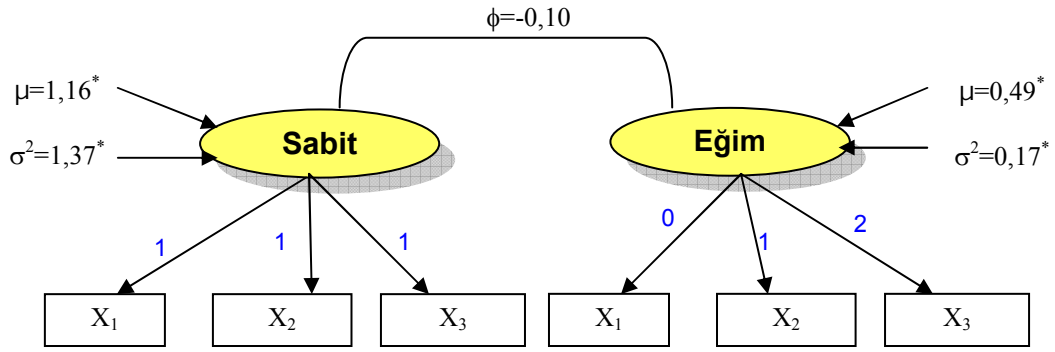 ϕ=-0,10
μ=1,16*
μ=0,49*
Sabit
Eğim
σ²=1,37*
σ²=0,17*
1
1
1
0
1
2
X₁
X₂
X₃
X₁
X₂
X₃